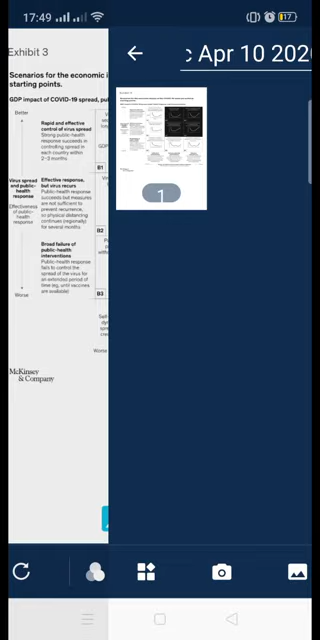 17:49
17
c Apr 10 202
Exhibit 3
Scenarios for the economic i
starting points.
GDP impact of COVID-19 spread, pu
Better
Rapid and effective
control of virus spread
Strong public-health
response succeeds in
controlling spread in
each country within
2–3 months
GDP
B1
Virus spread
and public-
health
response
Effectiveness
of public-
health
response
Effective response,
but virus recurs
Public-health response
succeeds but measures
are not sufficient to
prevent recurrence,
so physical distancing
continues (regionally)
for several months
B2
Broad failure of
public-health
interventions
Public-health response
fails to control the
spread of the virus for
an extended period of
time (eg, until vaccines
are available)
B3
Worse
Self
Worse
McKinsey
& Company
1